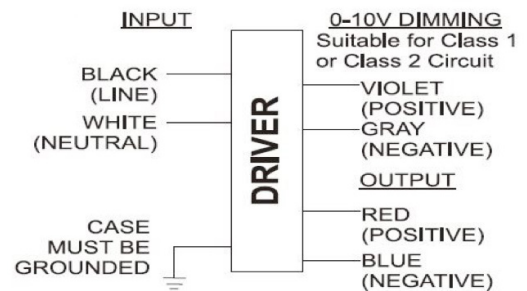 INPUT
BLACK
(LINE)
WHITE
(NEUTRAL)
CASE
MUST BE
GROUNDED
DRIVER
0-10V DIMMING
Suitable for Class 1
or Class 2 Circuit
VIOLET
(POSITIVE)
GRAY
(NEGATIVE)
OUTPUT
RED
(POSITIVE)
BLUE
(NEGATIVE)